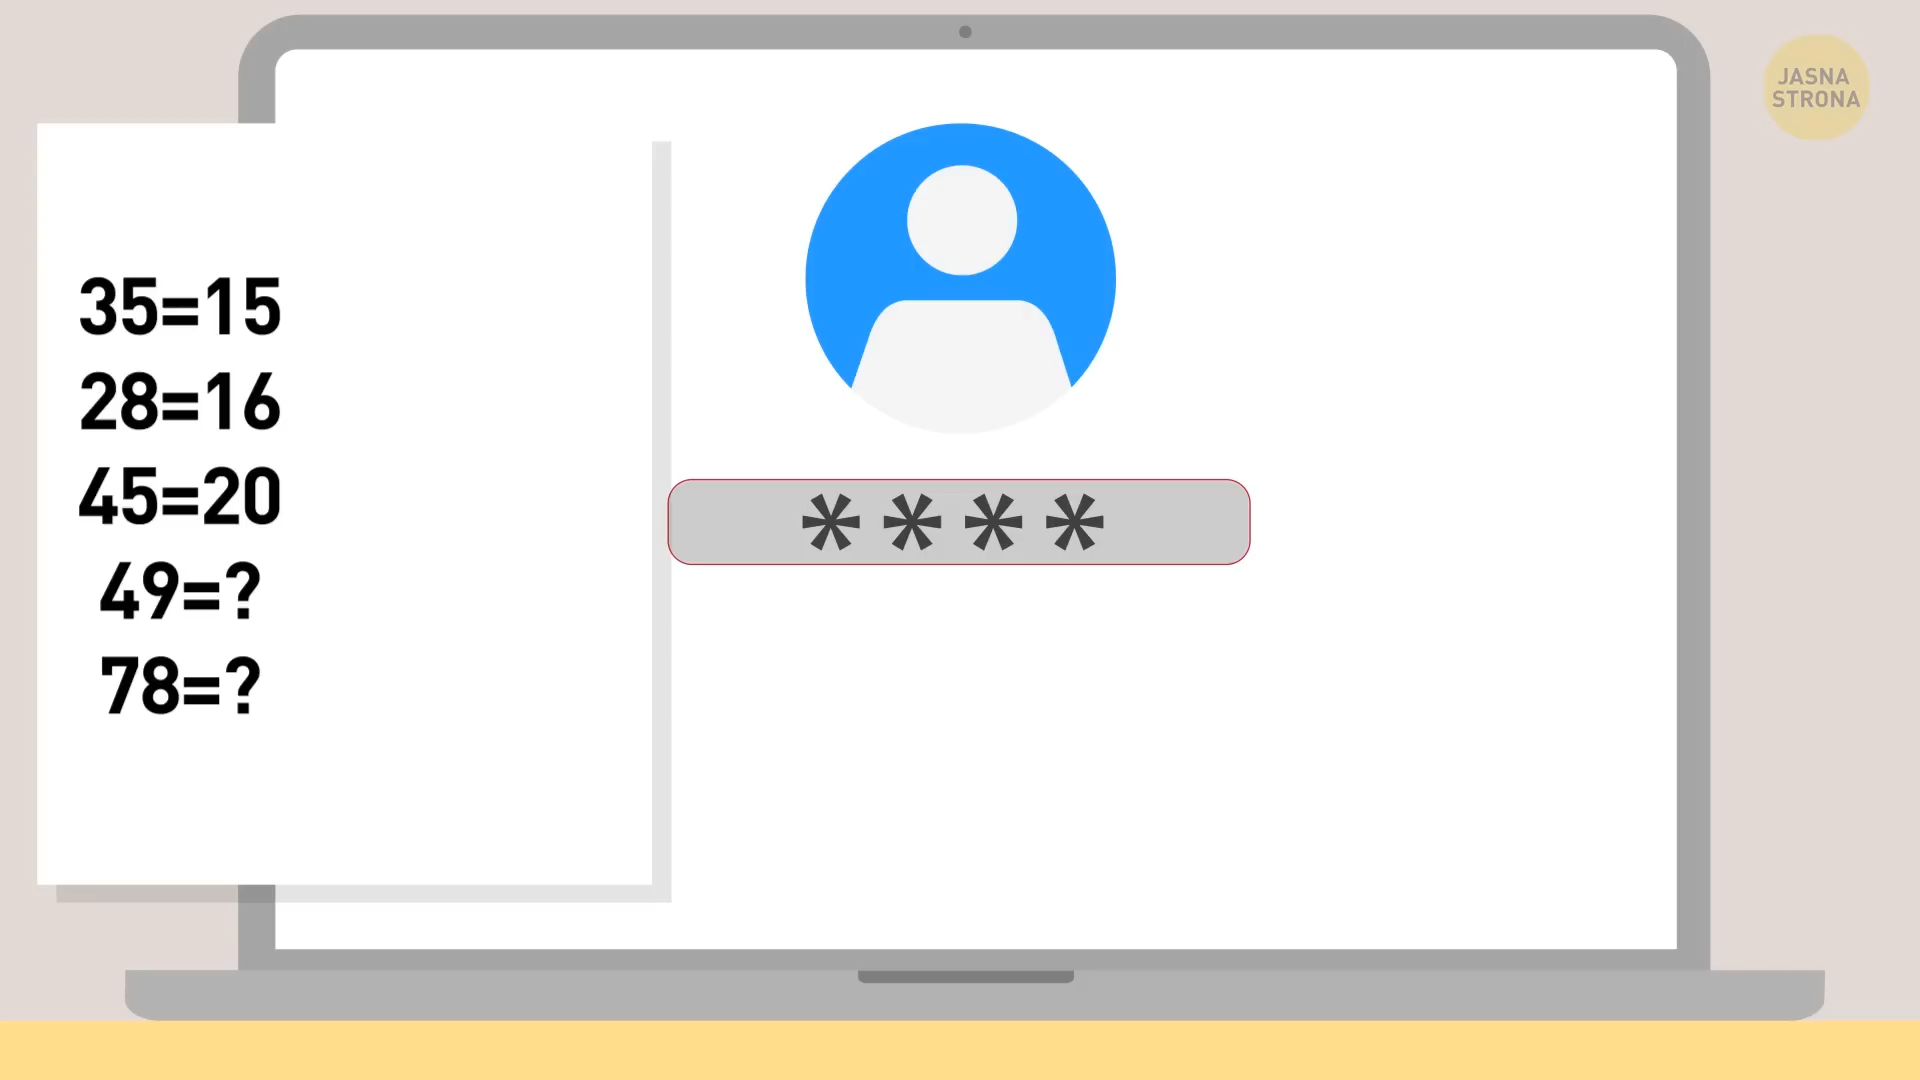 35=15
28=16
45=20
49=?
78=?
* * * *
JASNA
STRONA